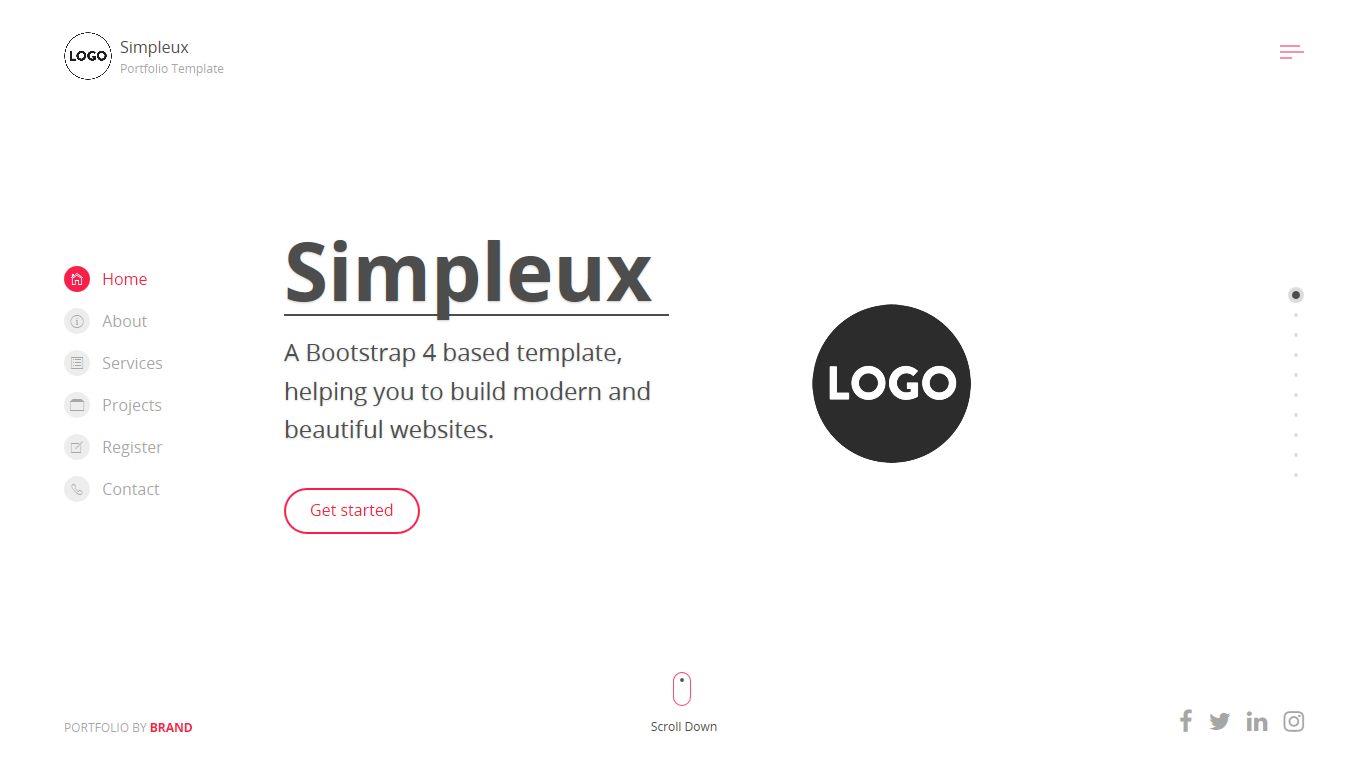 LOGO
Simpleux
Portfolio Template
Home
About
Services
Projects
Register
Contact
Simpleux
A Bootstrap 4 based template,
helping you to build modern and
beautiful websites.
Get started
LOGO
Scroll Down
PORTFOLIO BY BRAND